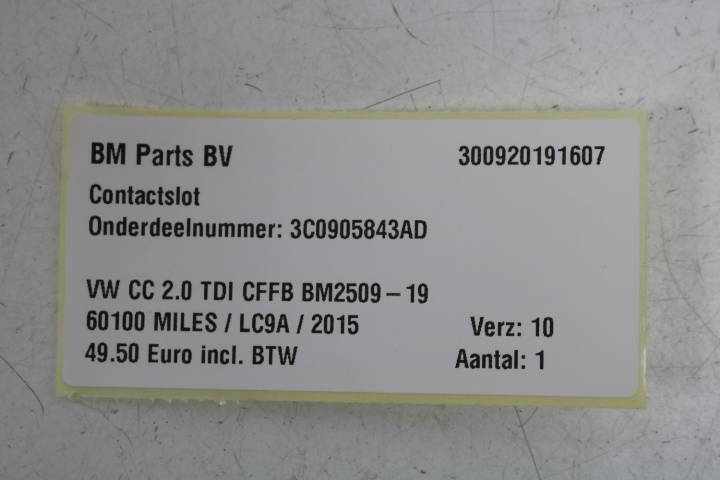 BM Parts BV 300920191607
Contactslot
Onderdeelnummer: 3C0905843AD
VW CC 2.0 TDI CFFB BM2509 – 19
60100 MILES / LC9A / 2015 Verz: 10
49.50 Euro incl. BTW Aantal: 1